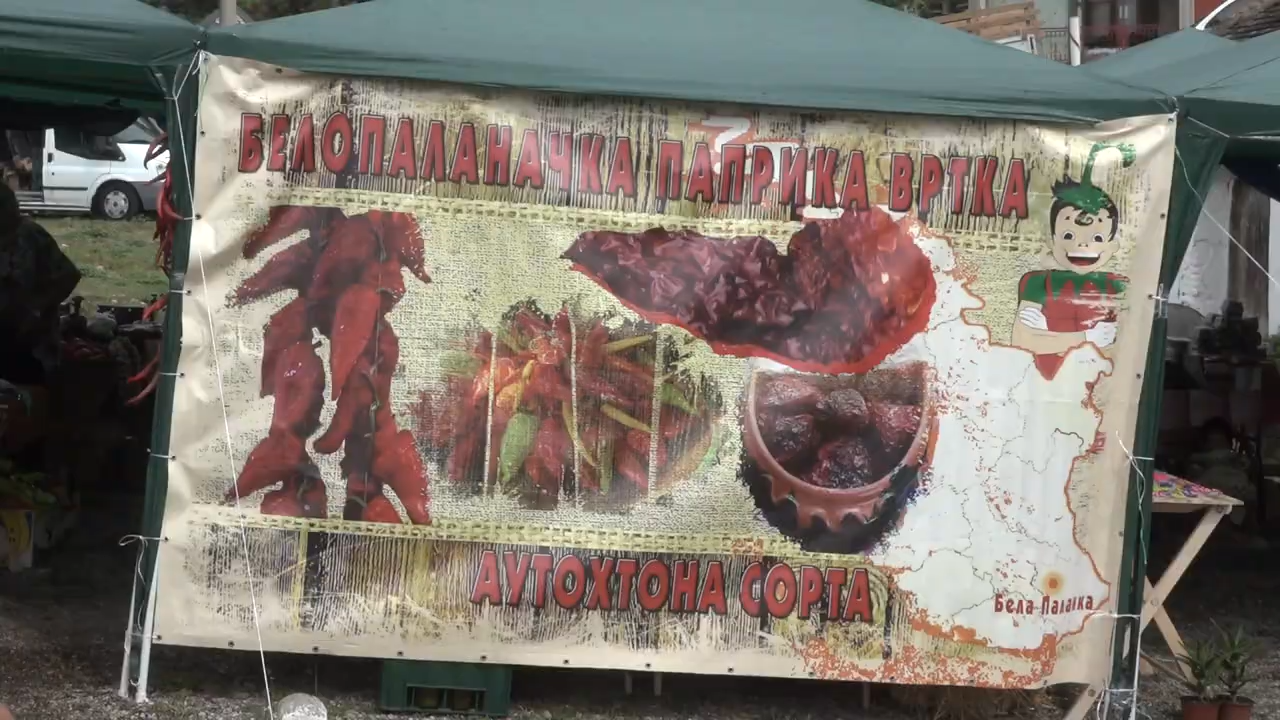 БЕЛОПАЛАНАЧКА ПАПРИКА ВРТКА
АУТОХТОНА СОРТА
Бела Паланка